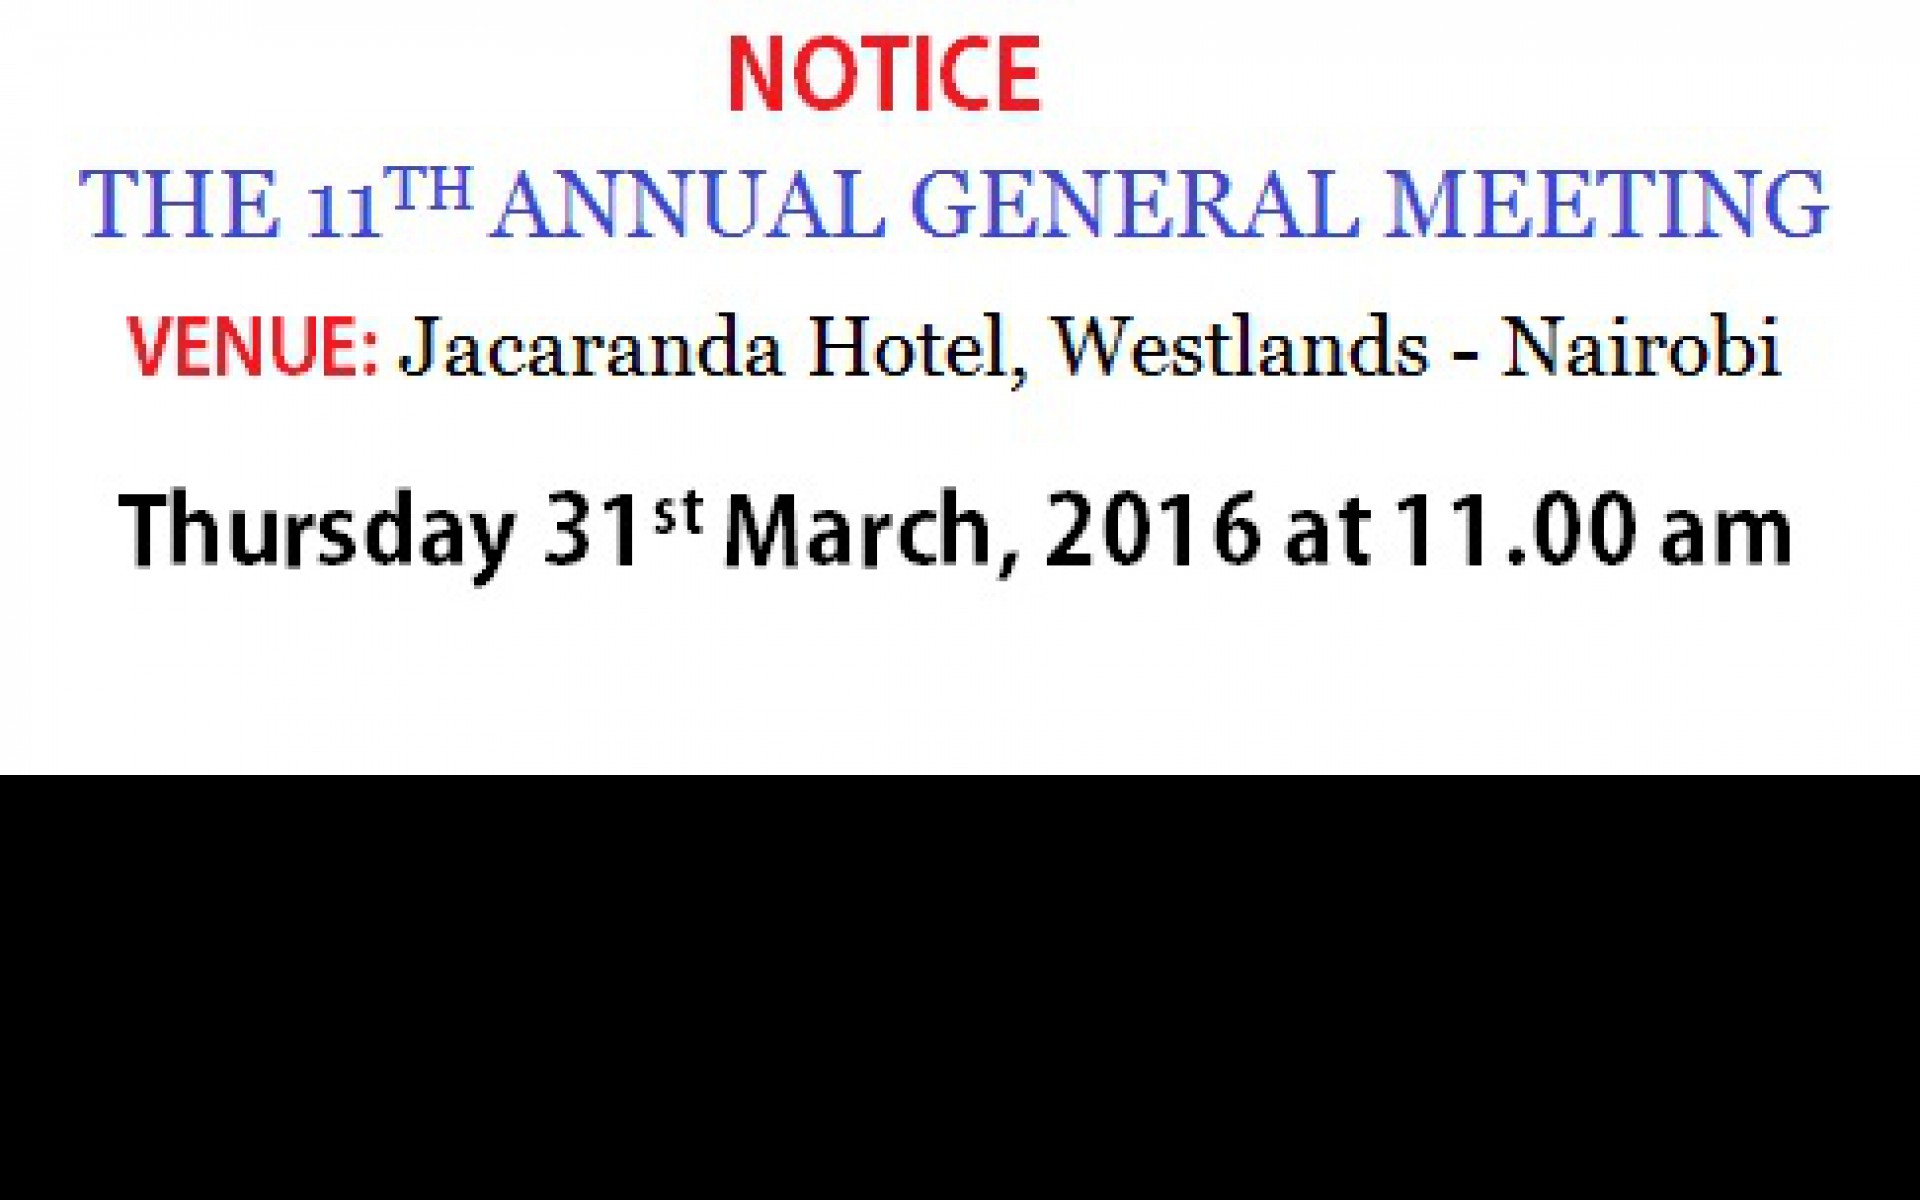 NOTICE
THE 11TH ANNUAL GENERAL MEETING
VENUE: Jacaranda Hotel, Westlands - Nairobi
Thursday 31st March, 2016 at 11.00 am